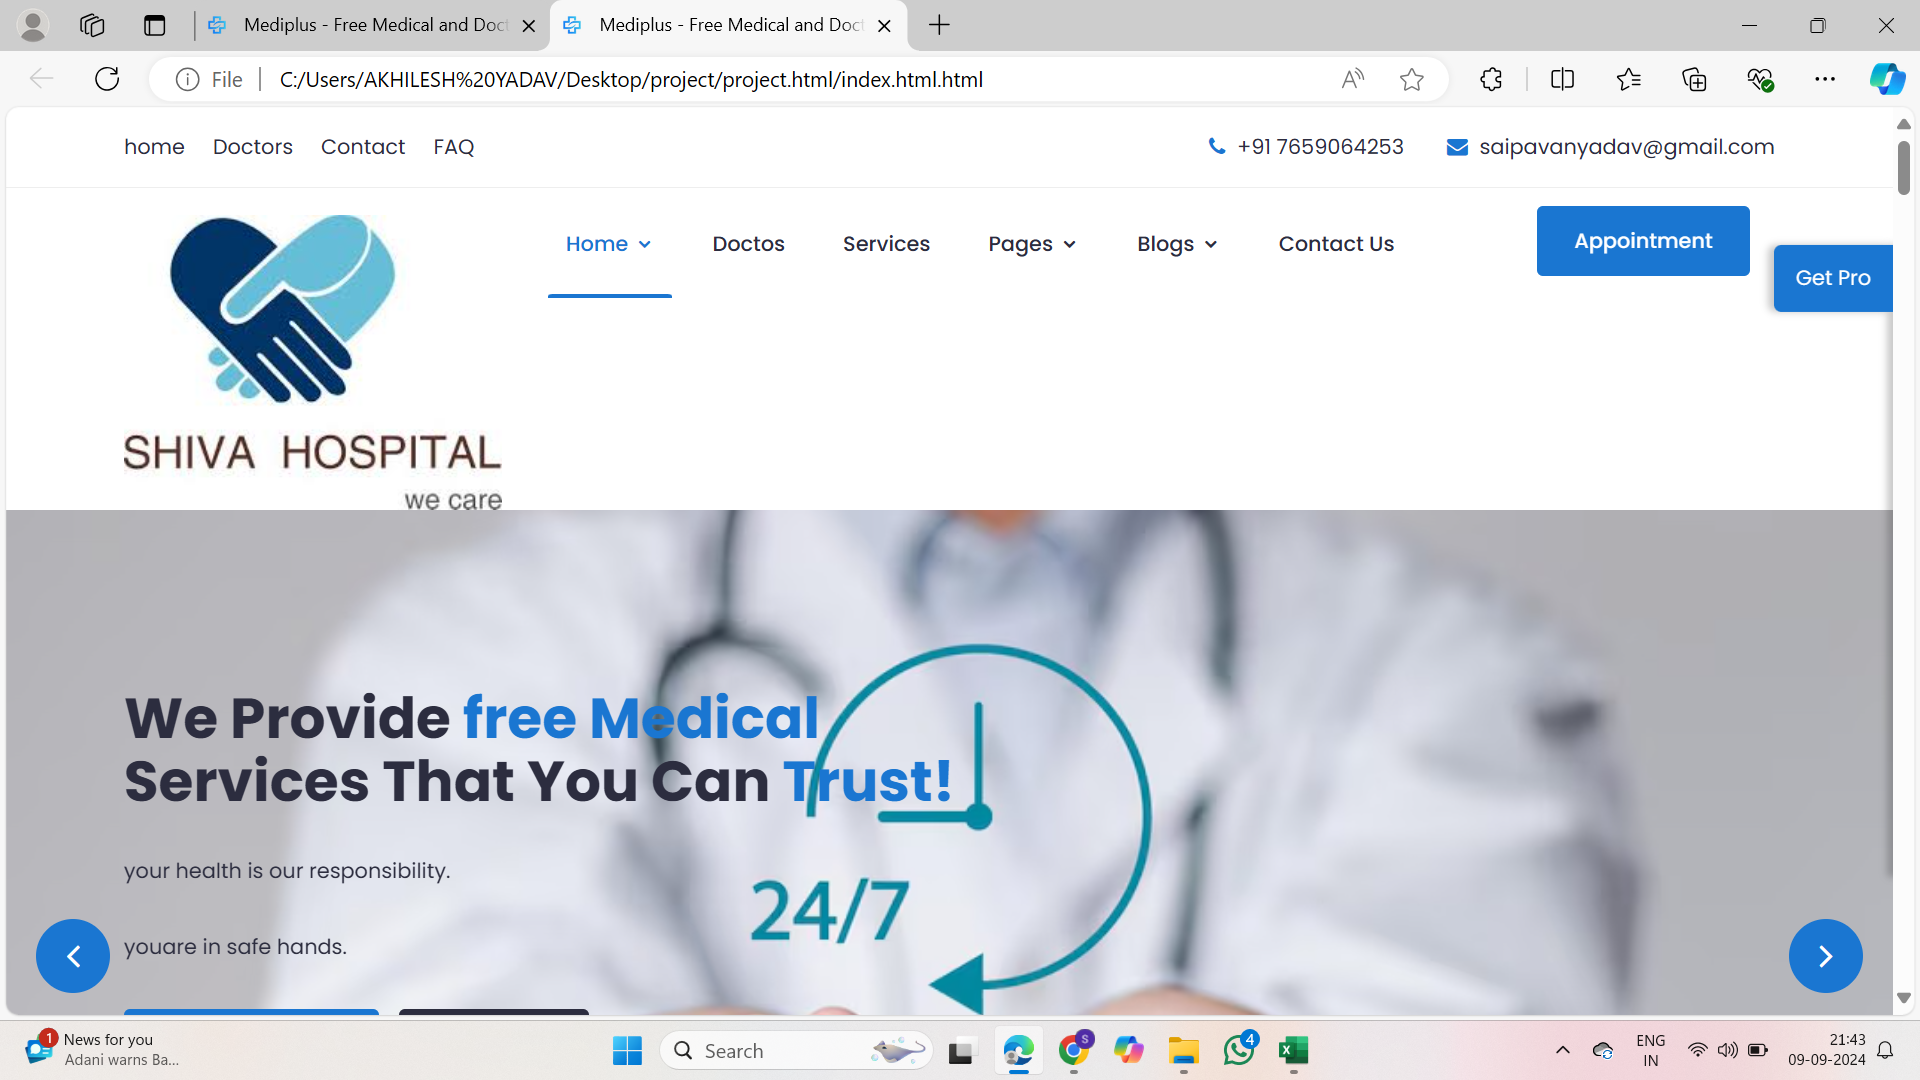 Mediplus - Free Medical and Doct
Mediplus - Free Medical and Doct
File
C:/Users/AKHILESH%20YADAV/Desktop/project/project.html/index.html.html
home Doctors Contact FAQ
+91 7659064253 saipavanyadav@gmail.com
Home Doctos Services Pages Blogs Contact Us
Appointment
Get Pro
SHIVA HOSPITAL
we care
We Provide free Medical
Services That You Can Trust!
24/7
your health is our responsibility.
youare in safe hands.
1
News for you
Adani warns Ba...
Search
S
4
ENG
IN
21:43
09-09-2024